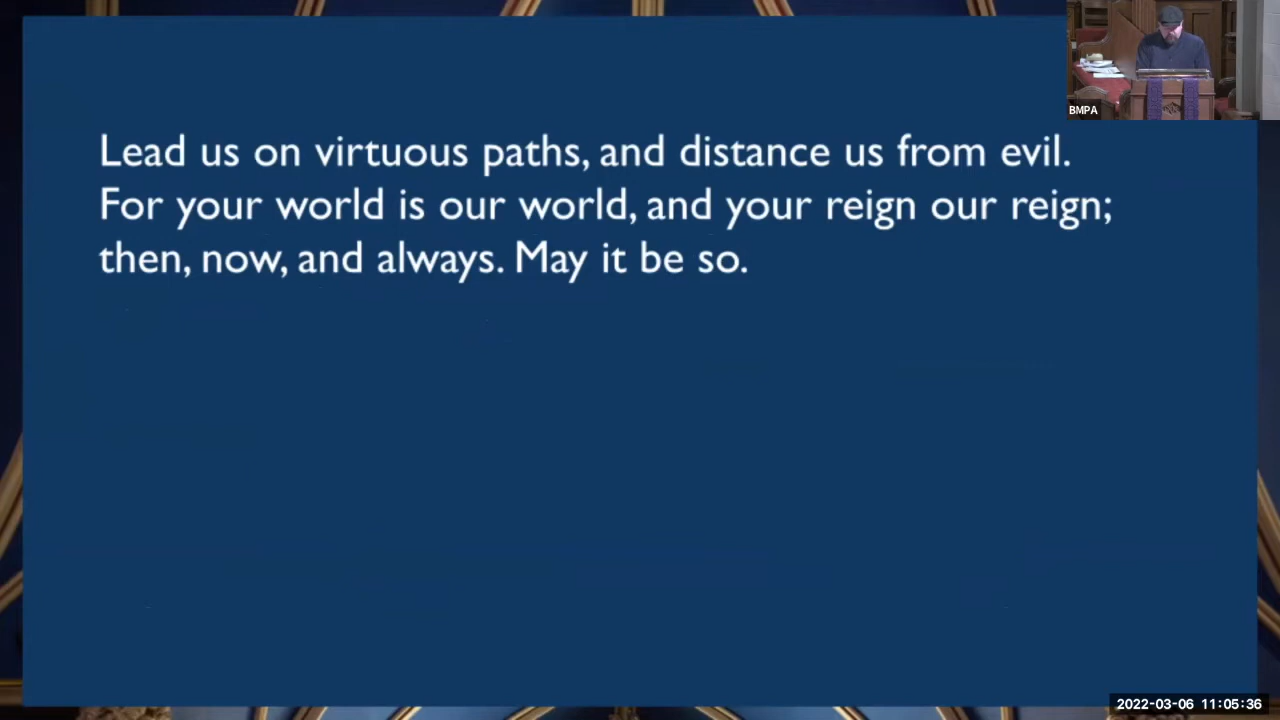 Lead us on virtuous paths, and distance us from evil.
For your world is our world, and your reign our reign;
then, now, and always. May it be so.
BMPA
2022-03-06 11:05:36